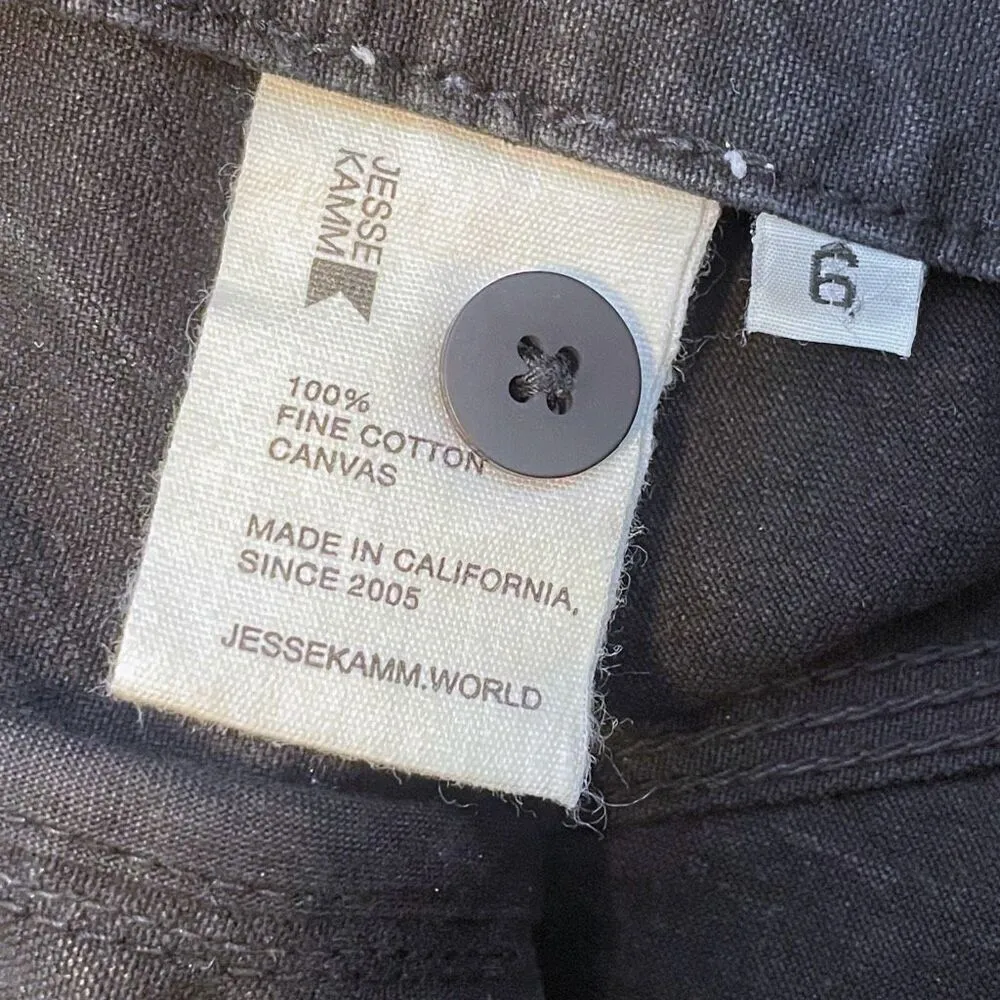 JESSE
KAMM
100%
FINE COTTON
CANVAS
MADE IN CALIFORNIA,
SINCE 2005
JESSEKAMM.WORLD
6